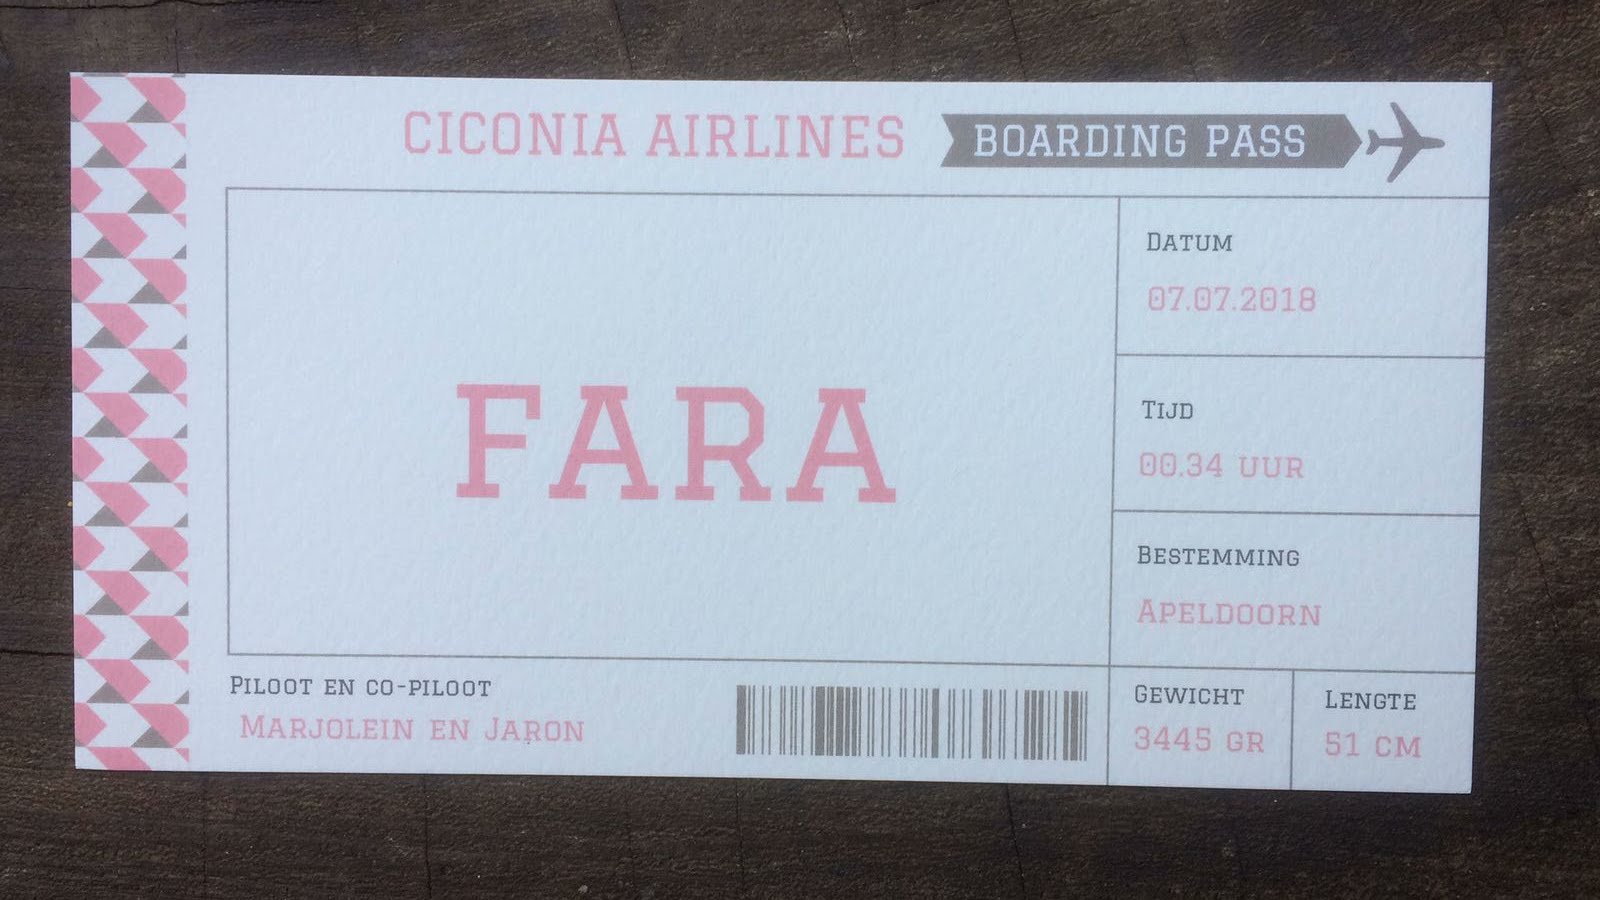 CICONIA AIRLINES BOARDING PASS
FARA
DATUM
07.07.2018
TIJD
00.34 UUR
BESTEMMING
APELDOORN
PILOOT EN CO-PILOOT
MARJOLEIN EN JARON
GEWICHT
3445 GR
LENGTE
51 CM